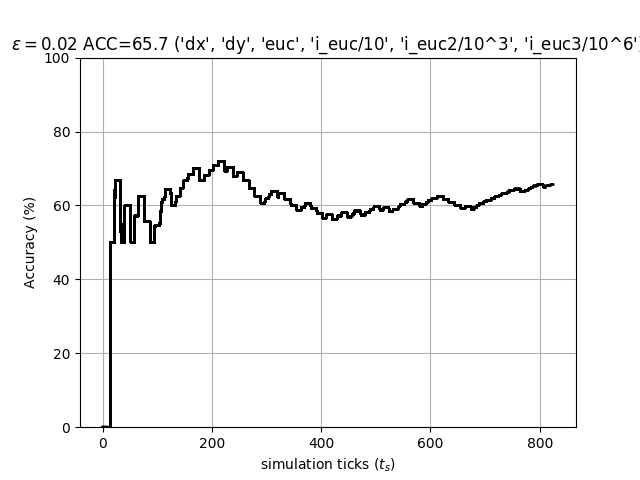 ε = 0.02 ACC=65.7 ('dx', 'dy', 'euc', 'i_euc/10', 'i_euc2/10^3', 'i_euc3/10^6')
100
80
60
40
20
0
Accuracy (%)
0 200 400 600 800
simulation ticks (tₛ)